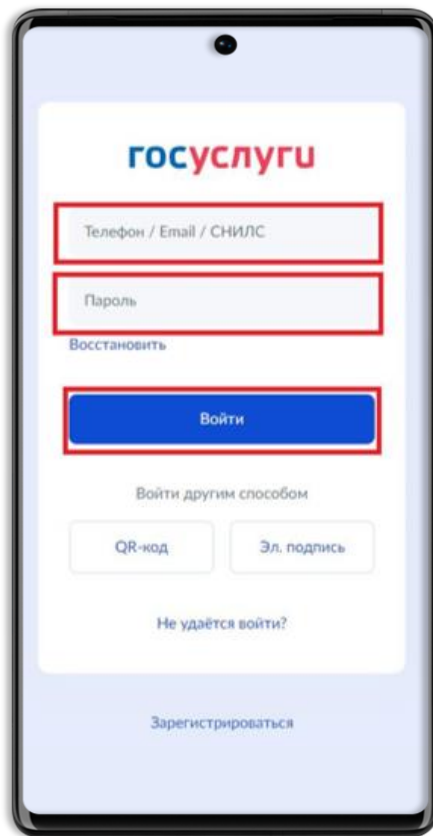 госуслуги
Телефон / Email / СНИЛС
Пароль
Восстановить
Войти
Войти другим способом
QR-код
Эл. подпись
Не удаётся войти?
Зарегистрироваться